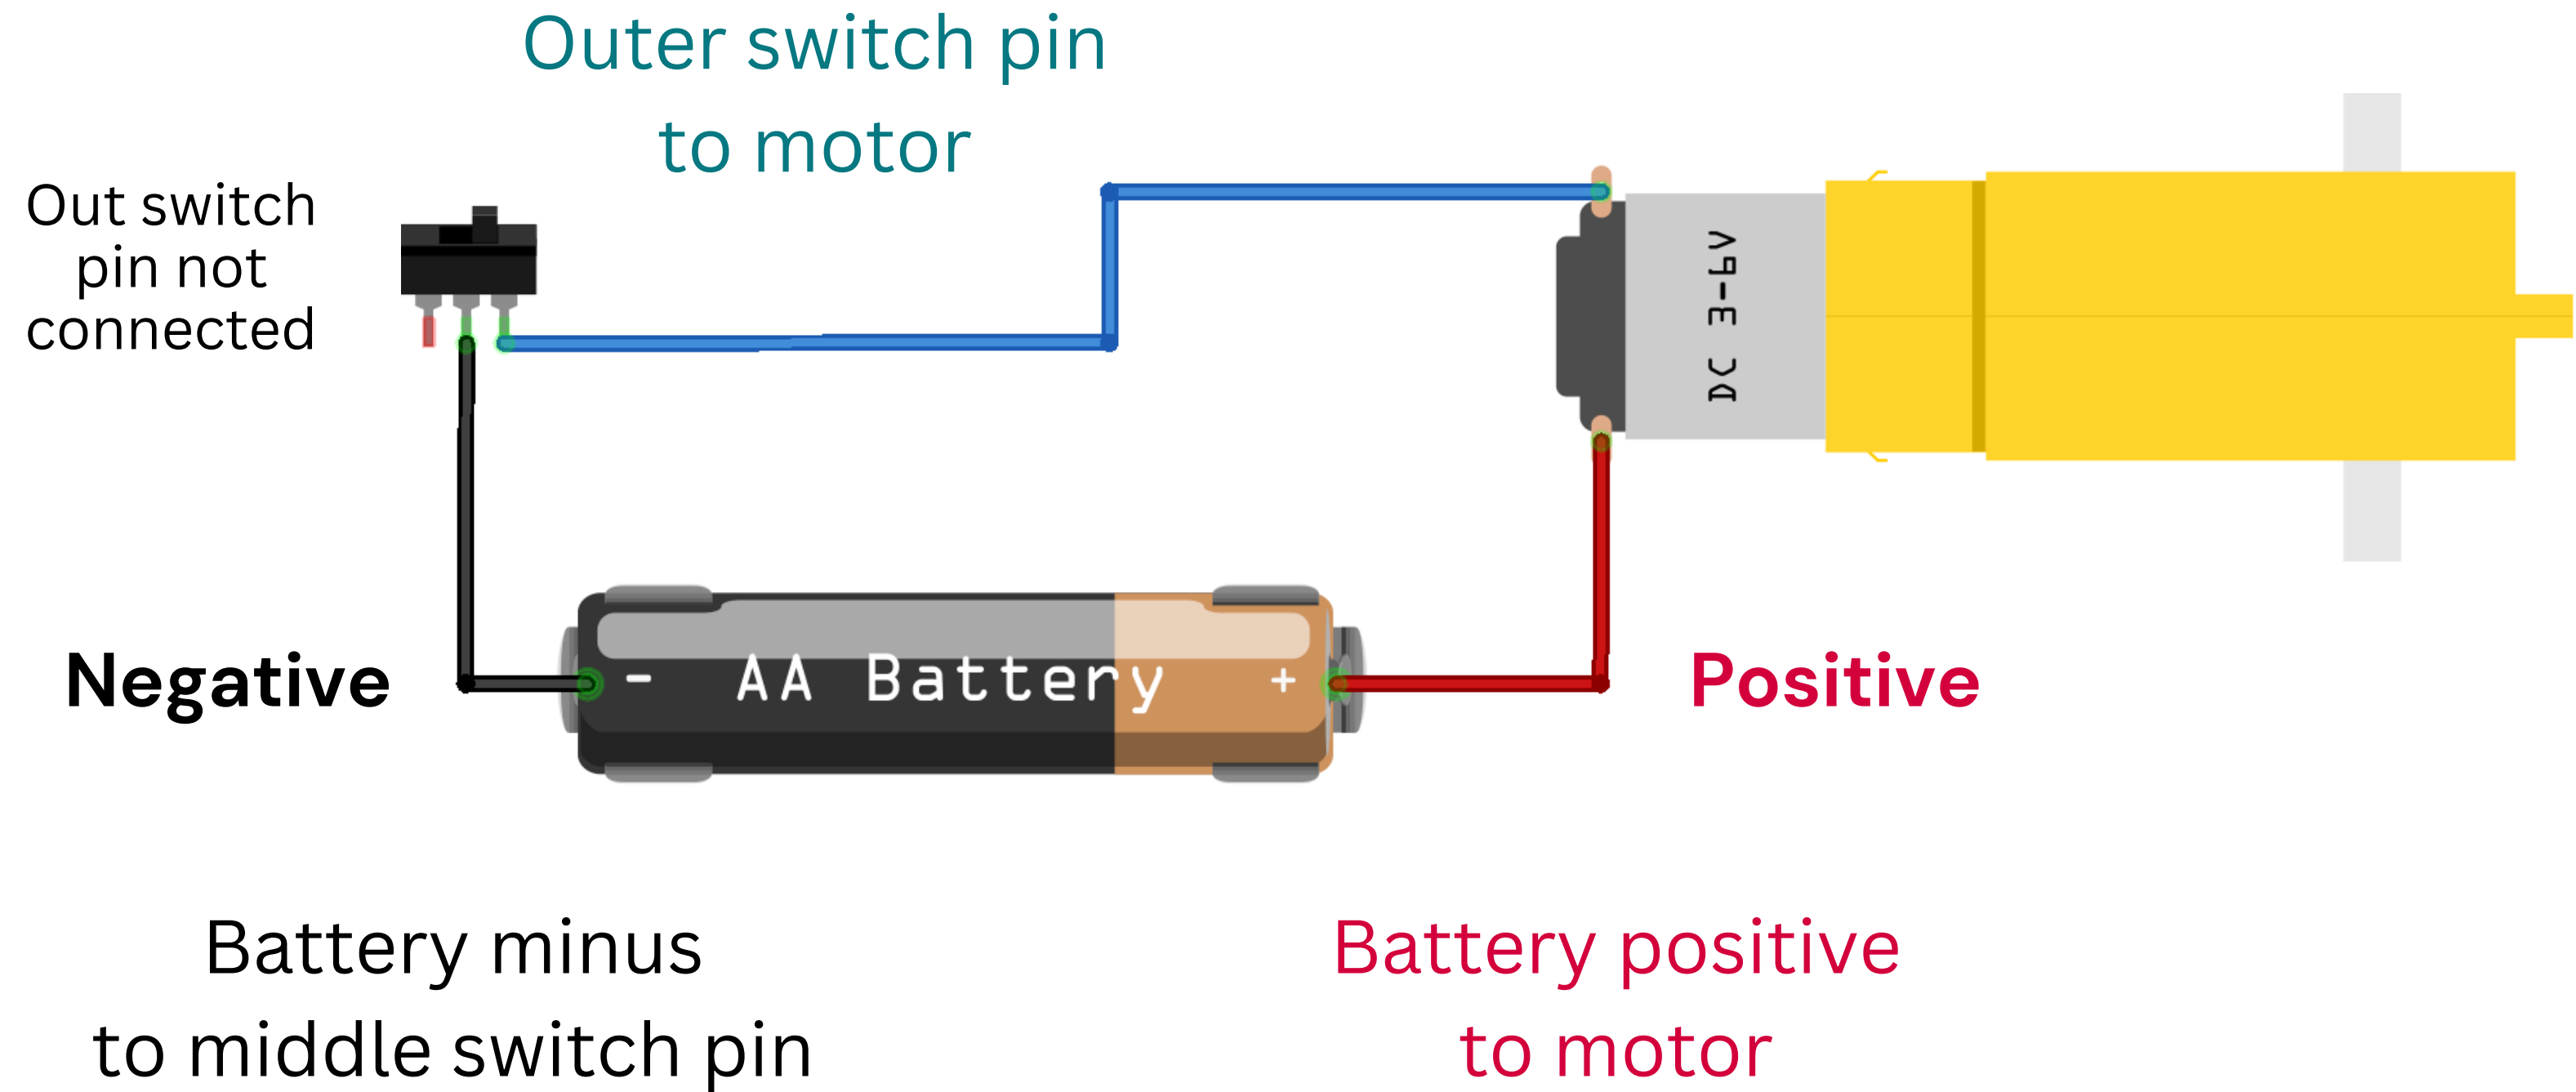 Outer switch pin
to motor
Out switch
pin not
connected
DC 3-6V
Negative
- AA Battery +
Positive
Battery minus
to middle switch pin
Battery positive
to motor